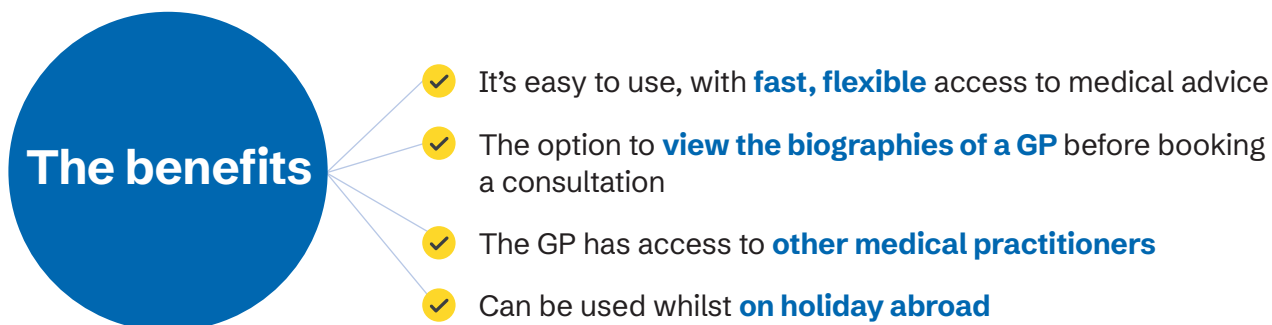 The benefits
It’s easy to use, with fast, flexible access to medical advice
The option to view the biographies of a GP before booking
a consultation
The GP has access to other medical practitioners
Can be used whilst on holiday abroad